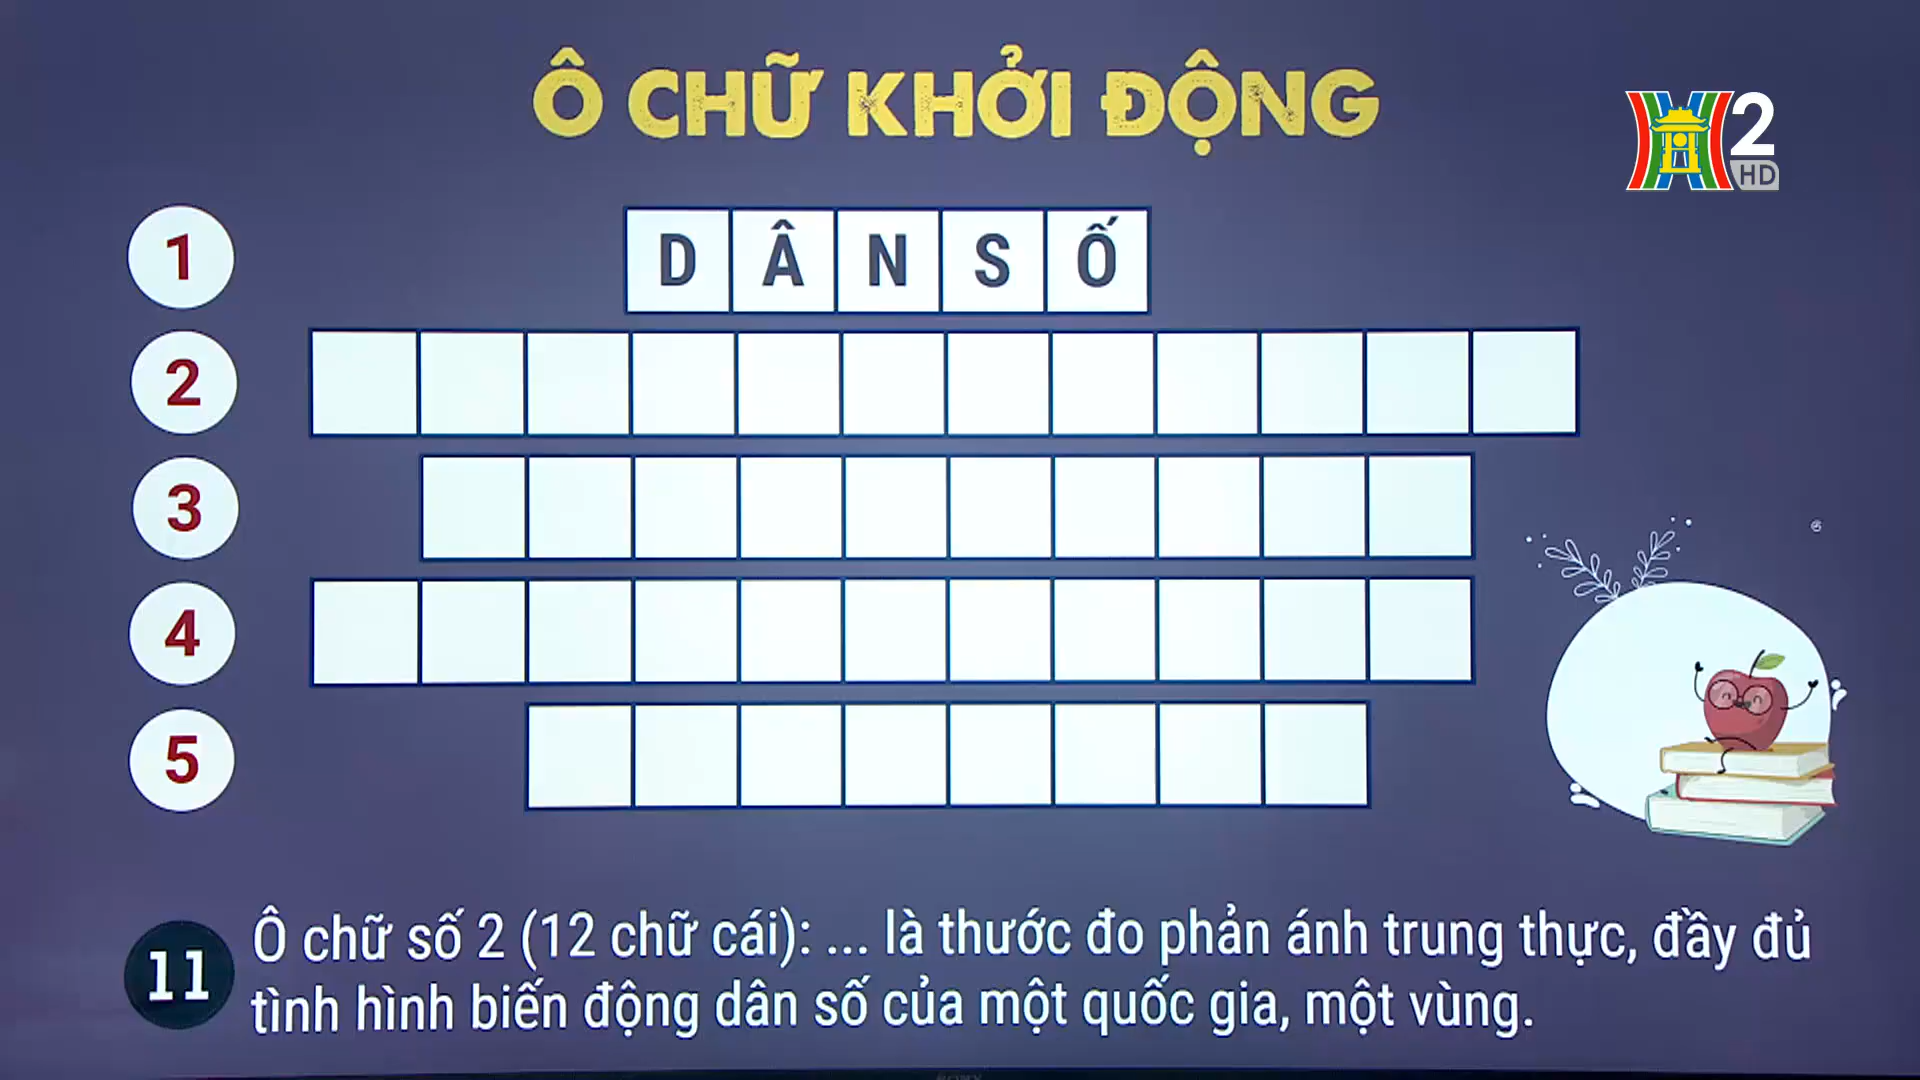 Ô CHỮ KHỞI ĐỘNG
2
HD
1
DÂNSỐ
2
3
4
5
11
Ô chữ số 2 (12 chữ cái): ... là thước đo phản ánh trung thực, đầy đủ
tình hình biến động dân số của một quốc gia, một vùng.